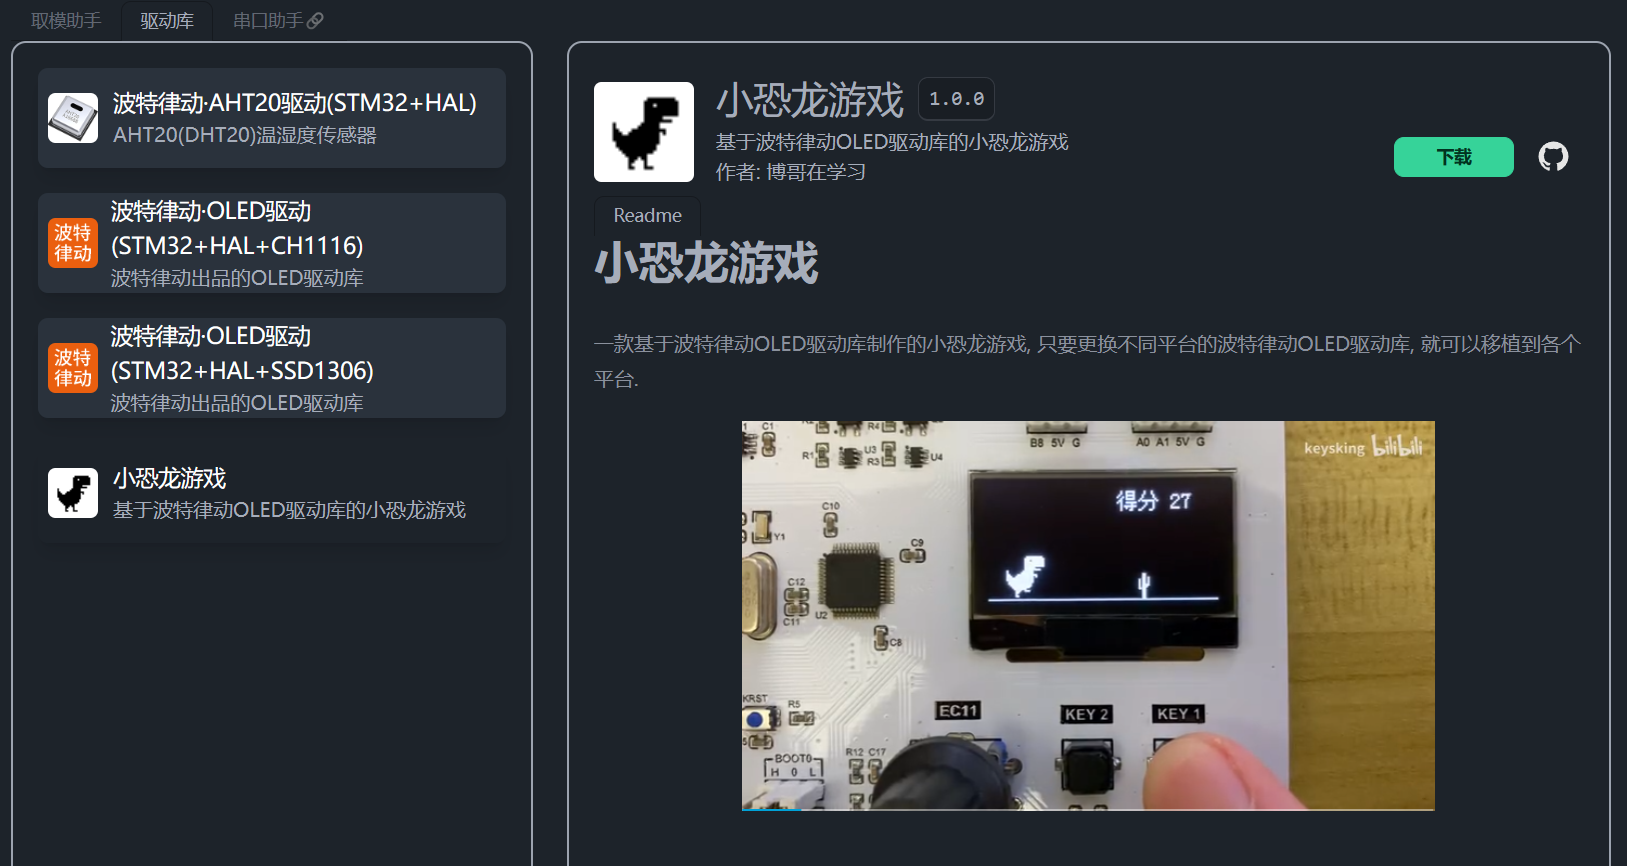 取模助手
驱动库
串口助手
波特律动·AHT20驱动(STM32+HAL)
AHT20(DHT20)温湿度传感器
波特
律动
波特律动·OLED驱动
(STM32+HAL+CH1116)
波特律动出品的OLED驱动库
波特
律动
波特律动·OLED驱动
(STM32+HAL+SSD1306)
波特律动出品的OLED驱动库
小恐龙游戏
基于波特律动OLED驱动库的小恐龙游戏
小恐龙游戏
1.0.0
基于波特律动OLED驱动库的小恐龙游戏
作者: 博哥在学习
下载
Readme
小恐龙游戏
一款基于波特律动OLED驱动库制作的小恐龙游戏, 只要更换不同平台的波特律动OLED驱动库, 就可以移植到各个
平台.
C1
R4
B8 5V G
A0 A1 5V G
keysking bilibili
R1
U3
R3
U4
得分 27
C10
Y1
C9
C12
C11
U2
C8
KRST
R5
EC11
KEY 2
KEY 1
R12 C17
BOOT0
H 0 L